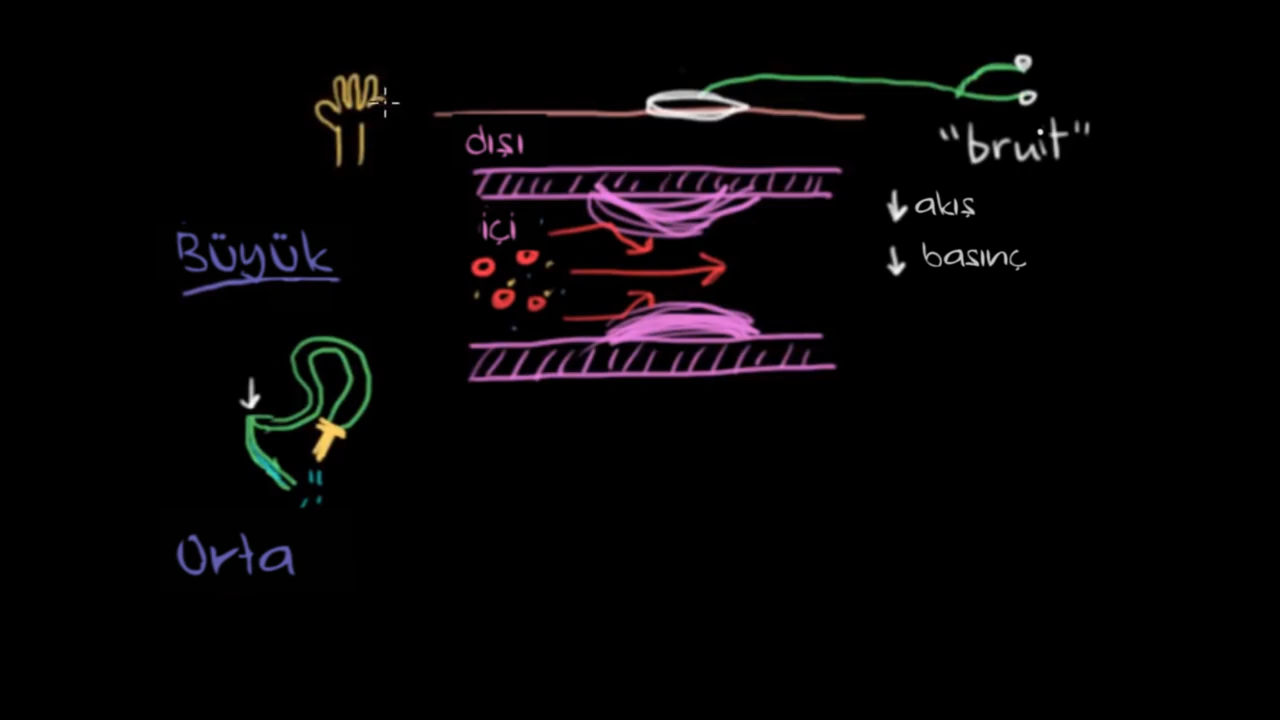 "bruit"
dışı
↓ akış
içi
Büyük
↓ basınç
Orta